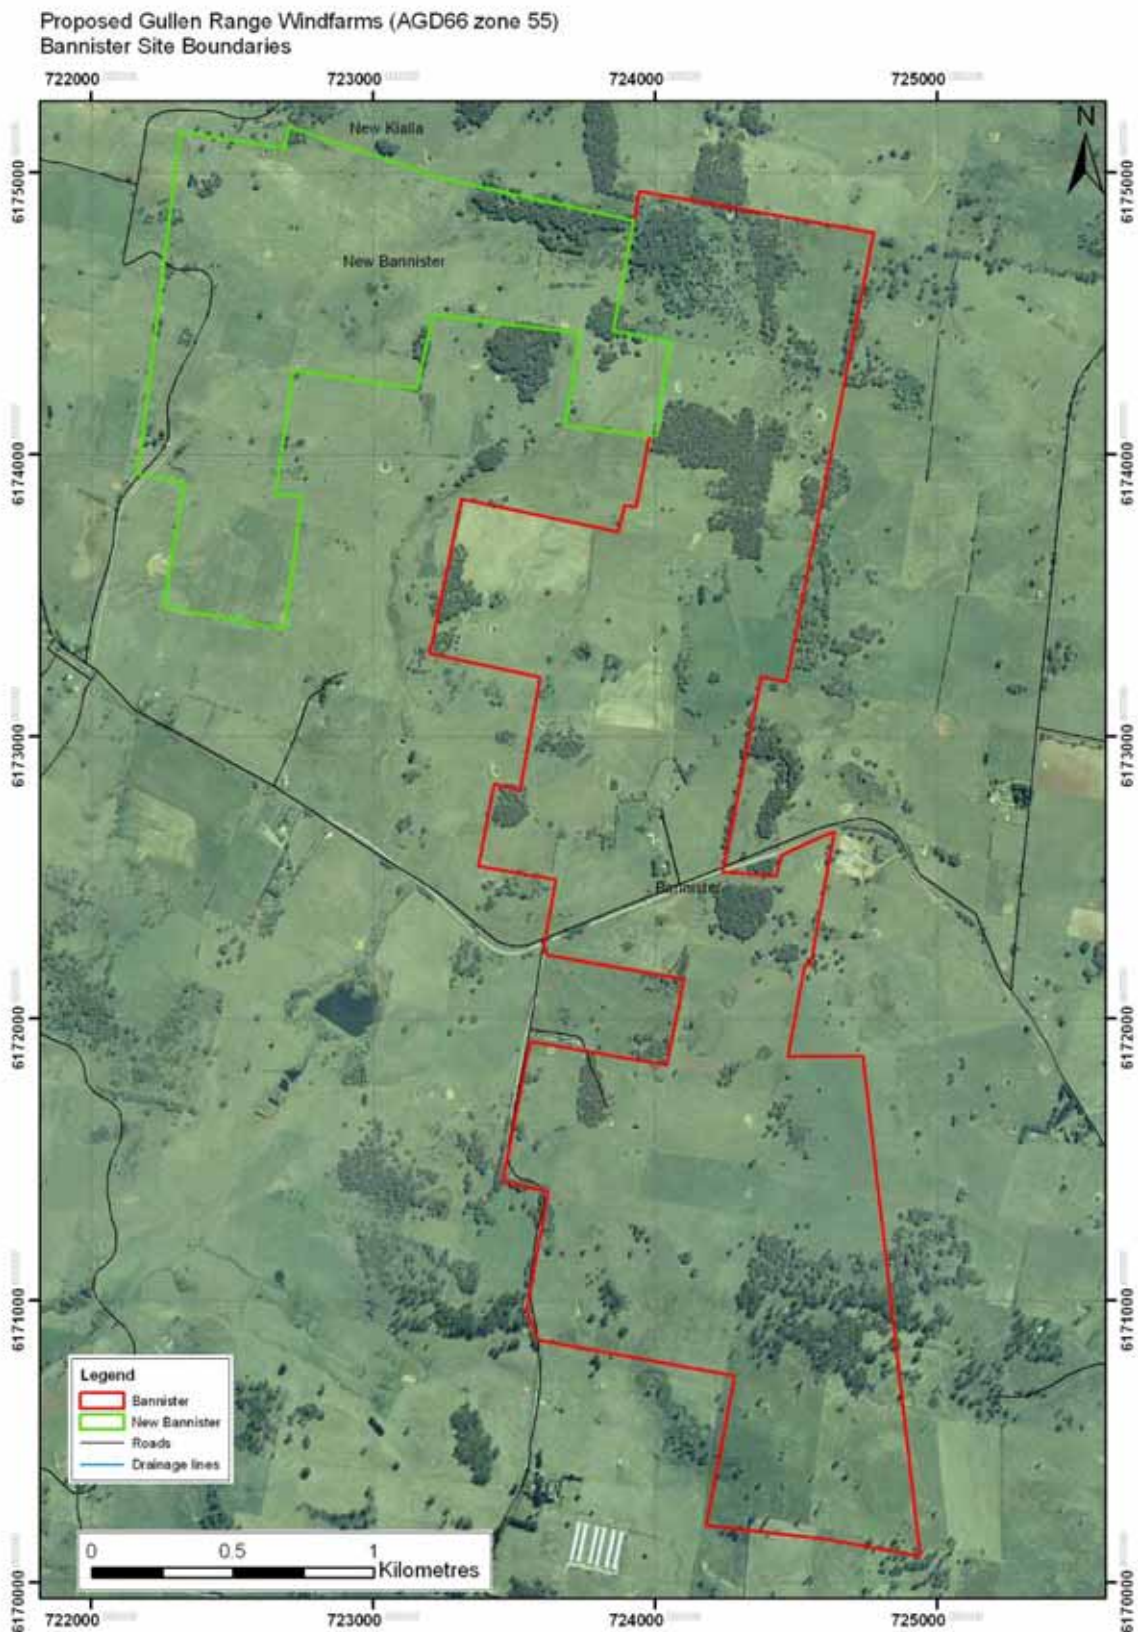 Proposed Gullen Range Windfarms (AGD66 zone 55)
Bannister Site Boundaries
722000
723000
724000
725000
N
New Kialla
6175000
6175000
New Bannister
6174000
6174000
6173000
6173000
Bannister
6172000
6172000
6171000
6171000
Legend
Bannister
New Bannister
Roads
Drainage lines
0 0.5 1
Kilometres
6170000
6170000
722000
723000
724000
725000